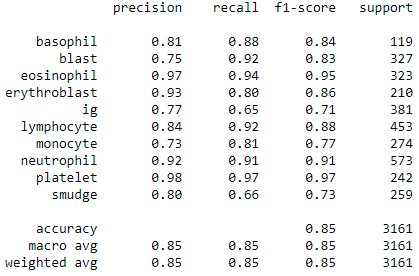 precision recall f1-score support
basophil 0.81 0.88 0.84 119
blast 0.75 0.92 0.83 327
eosinophil 0.97 0.94 0.95 323
erythroblast 0.93 0.80 0.86 210
ig 0.77 0.65 0.71 381
lymphocyte 0.84 0.92 0.88 453
monocyte 0.73 0.81 0.77 274
neutrophil 0.92 0.91 0.91 573
platelet 0.98 0.97 0.97 242
smudge 0.80 0.66 0.73 259
accuracy 0.85 3161
macro avg 0.85 0.85 0.85 3161
weighted avg 0.85 0.85 0.85 3161